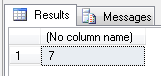 Results Messages
(No column name)
1 7